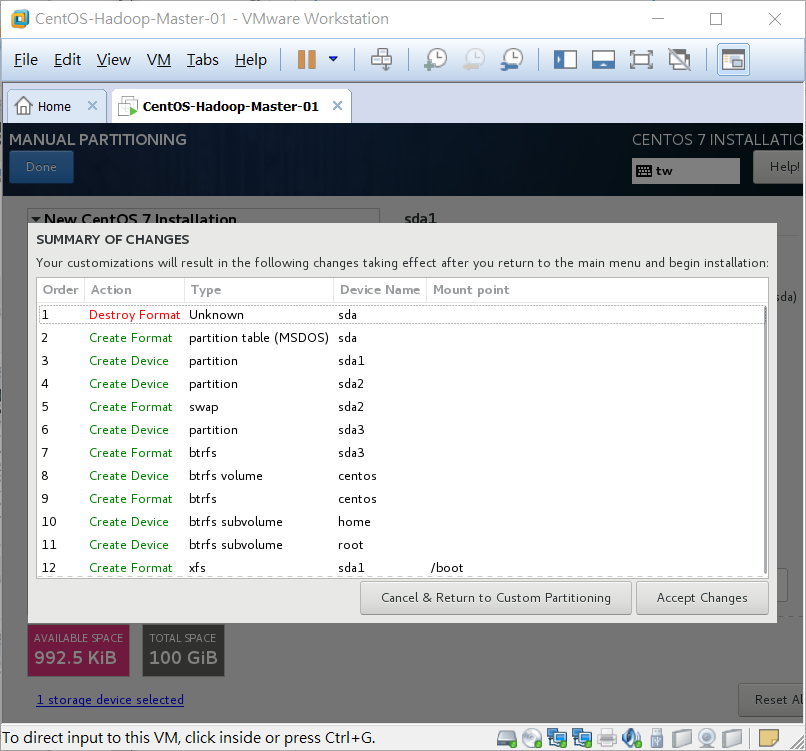 CentOS-Hadoop-Master-01 - VMware Workstation
File Edit View VM Tabs Help
Home
CentOS-Hadoop-Master-01
MANUAL PARTITIONING
CENTOS 7 INSTALLATIO
Done
tw
Help!
New CentOS 7 Installation
sda1
SUMMARY OF CHANGES
Your customizations will result in the following changes taking effect after you return to the main menu and begin installation:
Order Action Type Device Name Mount point
1 Destroy Format Unknown sda
2 Create Format partition table (MSDOS) sda
3 Create Device partition sda1
4 Create Device partition sda2
5 Create Format swap sda2
6 Create Device partition sda3
7 Create Format btrfs sda3
8 Create Device btrfs volume centos
9 Create Format btrfs centos
10 Create Device btrfs subvolume home
11 Create Device btrfs subvolume root
12 Create Format xfs sda1 /boot
sda)
Cancel & Return to Custom Partitioning
Accept Changes
AVAILABLE SPACE
992.5 KiB
TOTAL SPACE
100 GiB
1 storage device selected
Reset Al
To direct input to this VM, click inside or press Ctrl+G.